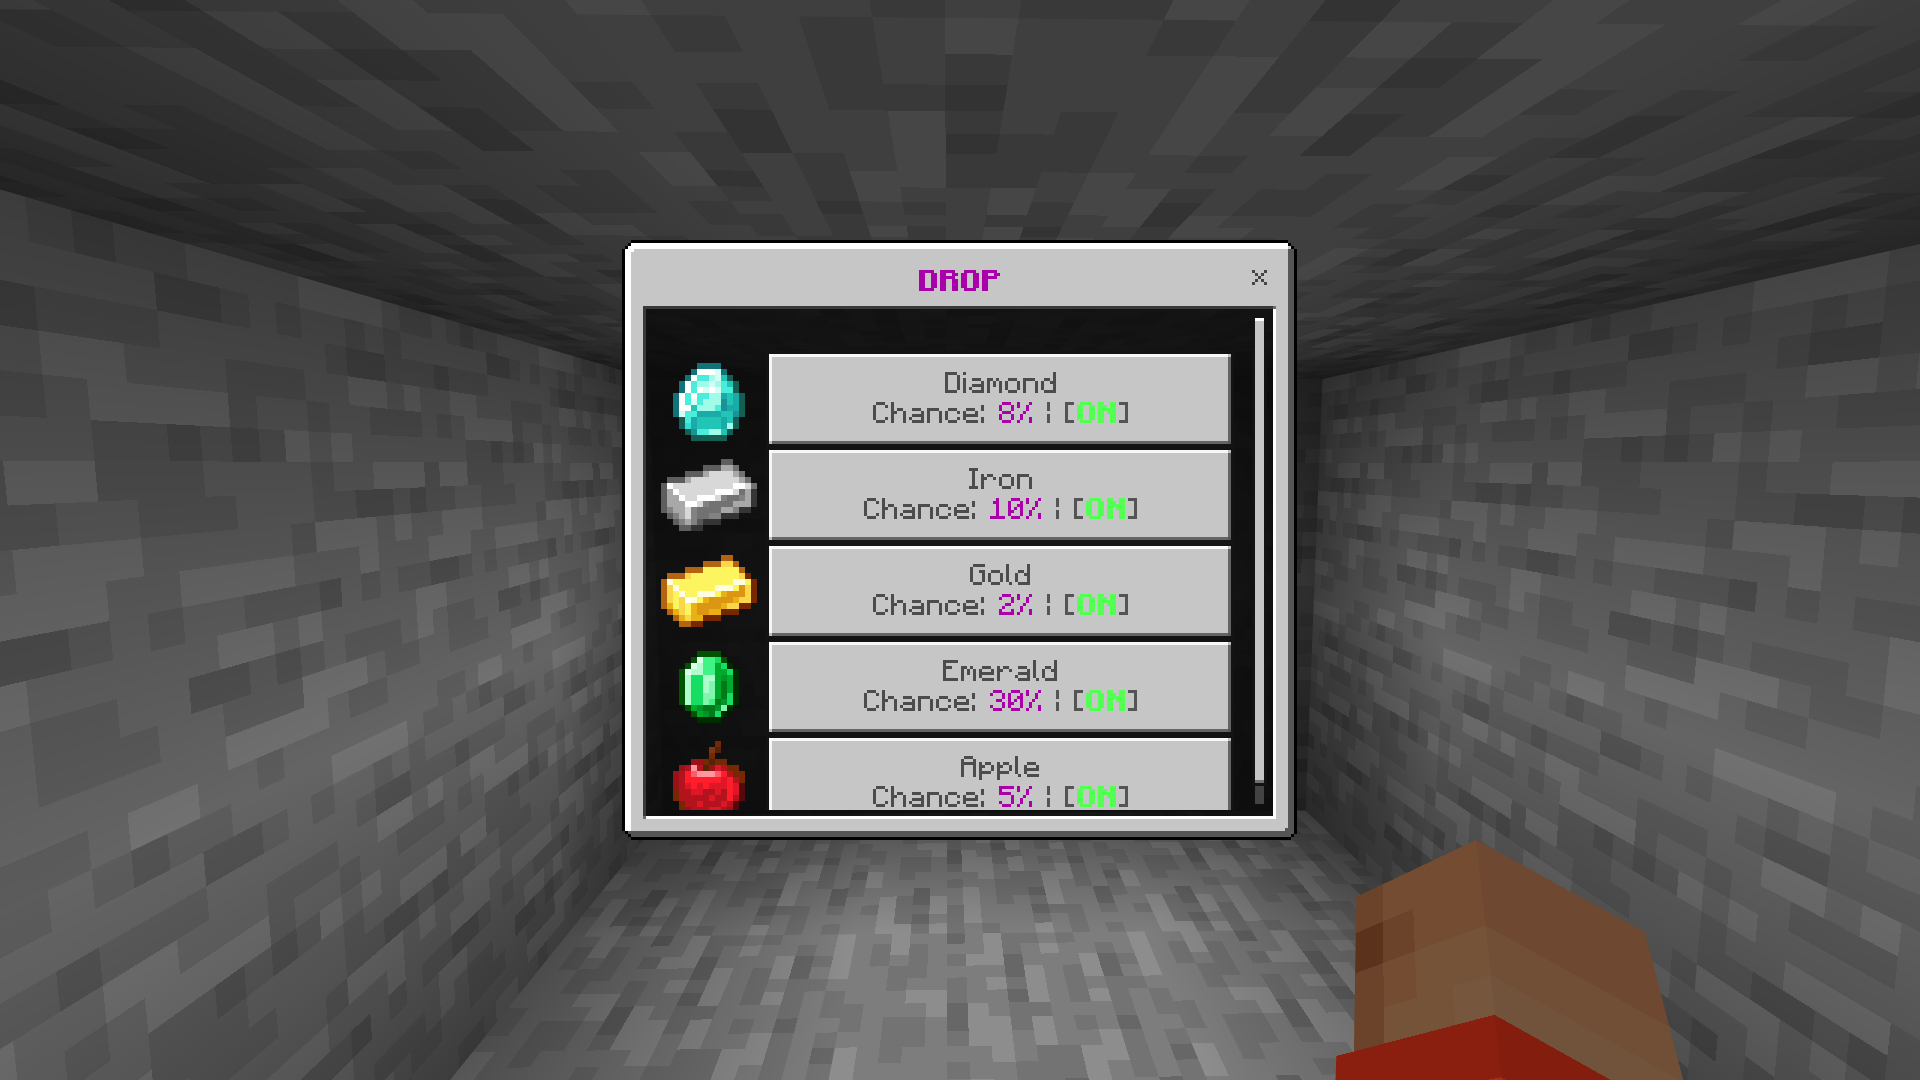 DROP
Diamond
Chance: 8% | [ON]
Iron
Chance: 10% | [ON]
Gold
Chance: 2% | [ON]
Emerald
Chance: 30% | [ON]
Apple
Chance: 5% | [ON]